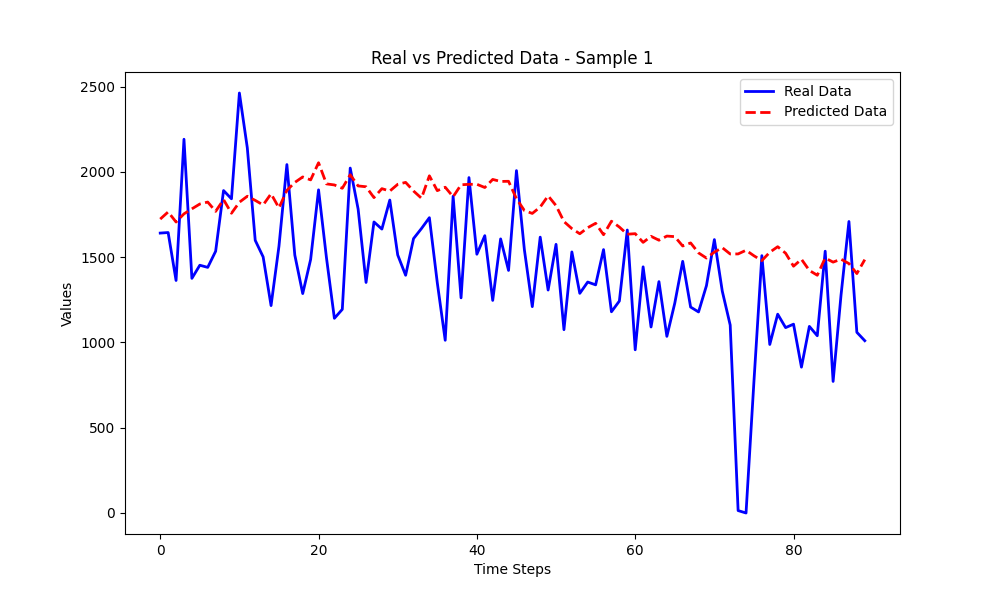 Real vs Predicted Data - Sample 1
Real Data
Predicted Data
2500
2000
1500
1000
500
0
Values
0 20 40 60 80
Time Steps